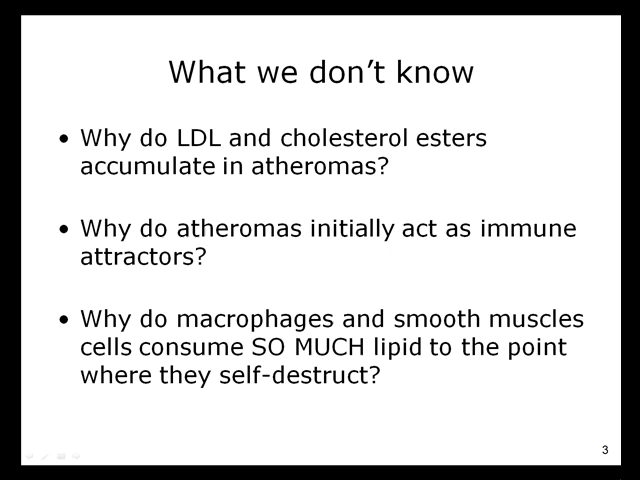 What we don't know
• Why do LDL and cholesterol esters
accumulate in atheromas?
• Why do atheromas initially act as immune
attractors?
• Why do macrophages and smooth muscles
cells consume SO MUCH lipid to the point
where they self-destruct?
3